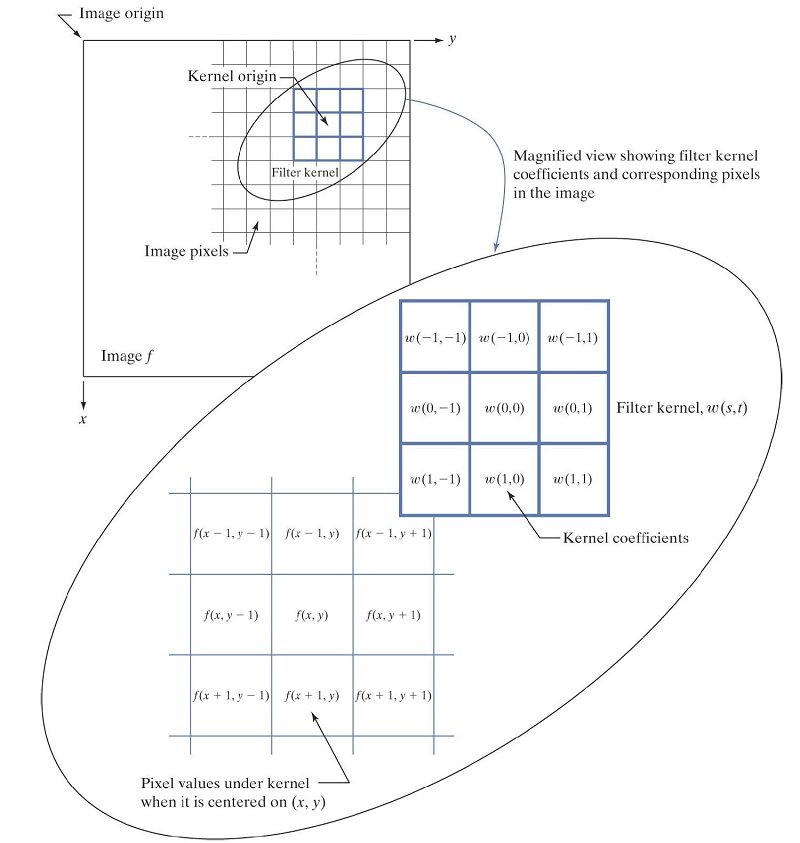 Image origin
y
Kernel origin
Filter kernel
Magnified view showing filter kernel
coefficients and corresponding pixels
in the image
Image pixels
Image f
x
w(−1,−1) w(−1,0) w(−1,1)
w(0,−1) w(0,0) w(0,1)
Filter kernel, w(s,t)
w(1,−1) w(1,0) w(1,1)
Kernel coefficients
f(x − 1, y − 1) f(x − 1, y) f(x − 1, y + 1)
f(x, y − 1) f(x, y) f(x, y + 1)
f(x + 1, y − 1) f(x + 1, y) f(x + 1, y + 1)
Pixel values under kernel
when it is centered on (x, y)